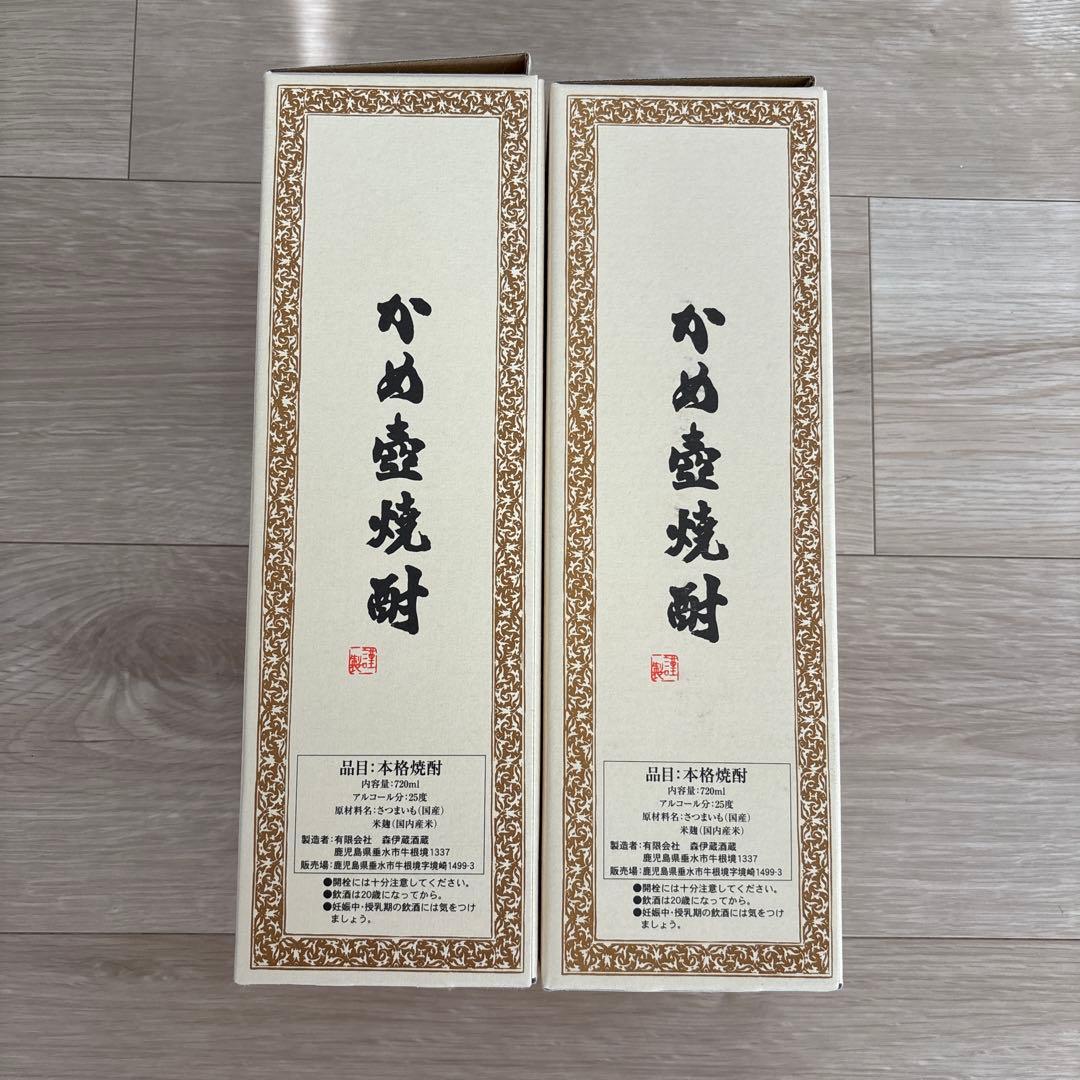 かめ壺焼酎
謹製
品目:本格焼酎
内容量:720ml
アルコール分:25度
原材料名:さつまいも(国産)
米麹(国内産米)
製造者:有限会社 森伊蔵酒蔵
鹿児島県垂水市牛根境1337
販売場:鹿児島県垂水市牛根境字境崎1499-3
●開栓には十分注意してください。
●飲酒は20歳になってから。
●妊娠中・授乳期の飲酒には気をつけ
ましょう。
かめ壺焼酎
謹製
品目:本格焼酎
内容量:720ml
アルコール分:25度
原材料名:さつまいも(国産)
米麹(国内産米)
製造者:有限会社 森伊蔵酒蔵
鹿児島県垂水市牛根境1337
販売場:鹿児島県垂水市牛根境字境崎1499-3
●開栓には十分注意してください。
●飲酒は20歳になってから。
●妊娠中・授乳期の飲酒には気をつけ
ましょう。